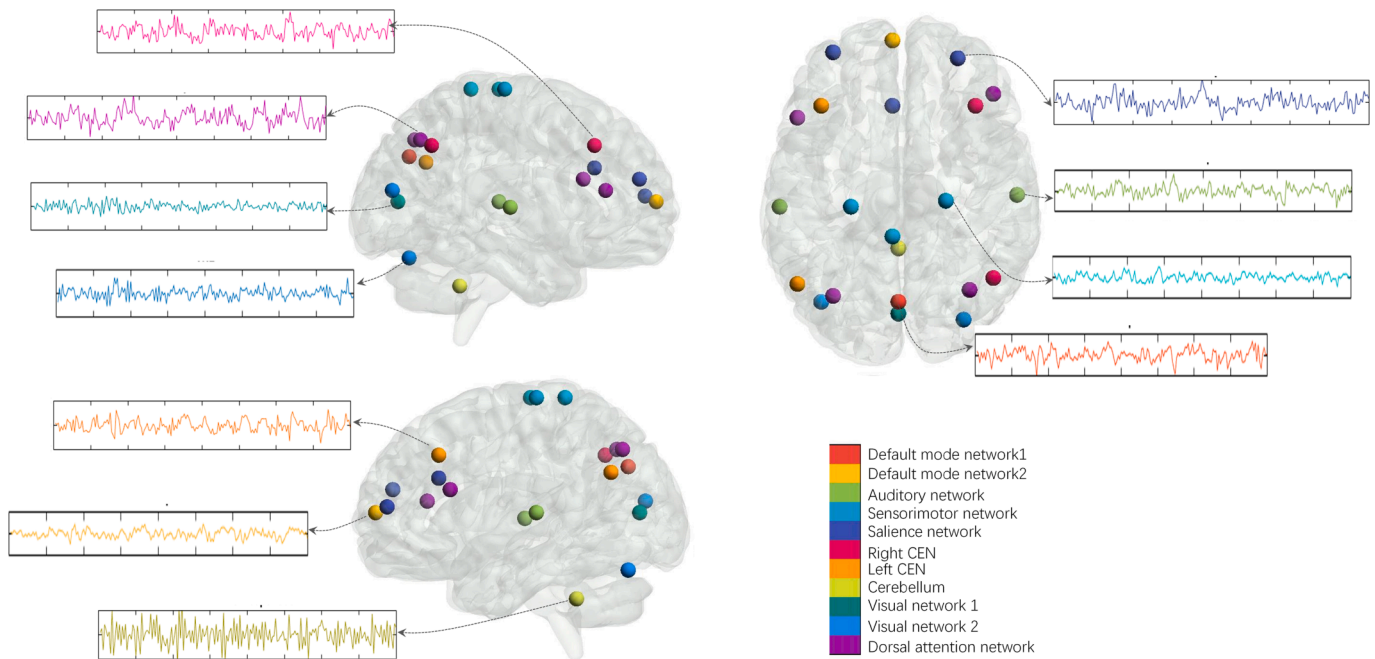 Default mode network1
Default mode network2
Auditory network
Sensorimotor network
Salience network
Right CEN
Left CEN
Cerebellum
Visual network 1
Visual network 2
Dorsal attention network